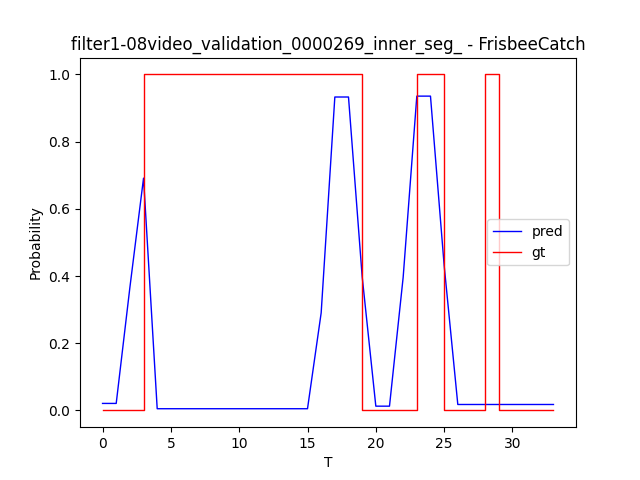 filter1-08video_validation_0000269_inner_seg_ - FrisbeeCatch
1.0
0.8
0.6
0.4
0.2
0.0
Probability
pred
gt
0 5 10 15 20 25 30
T